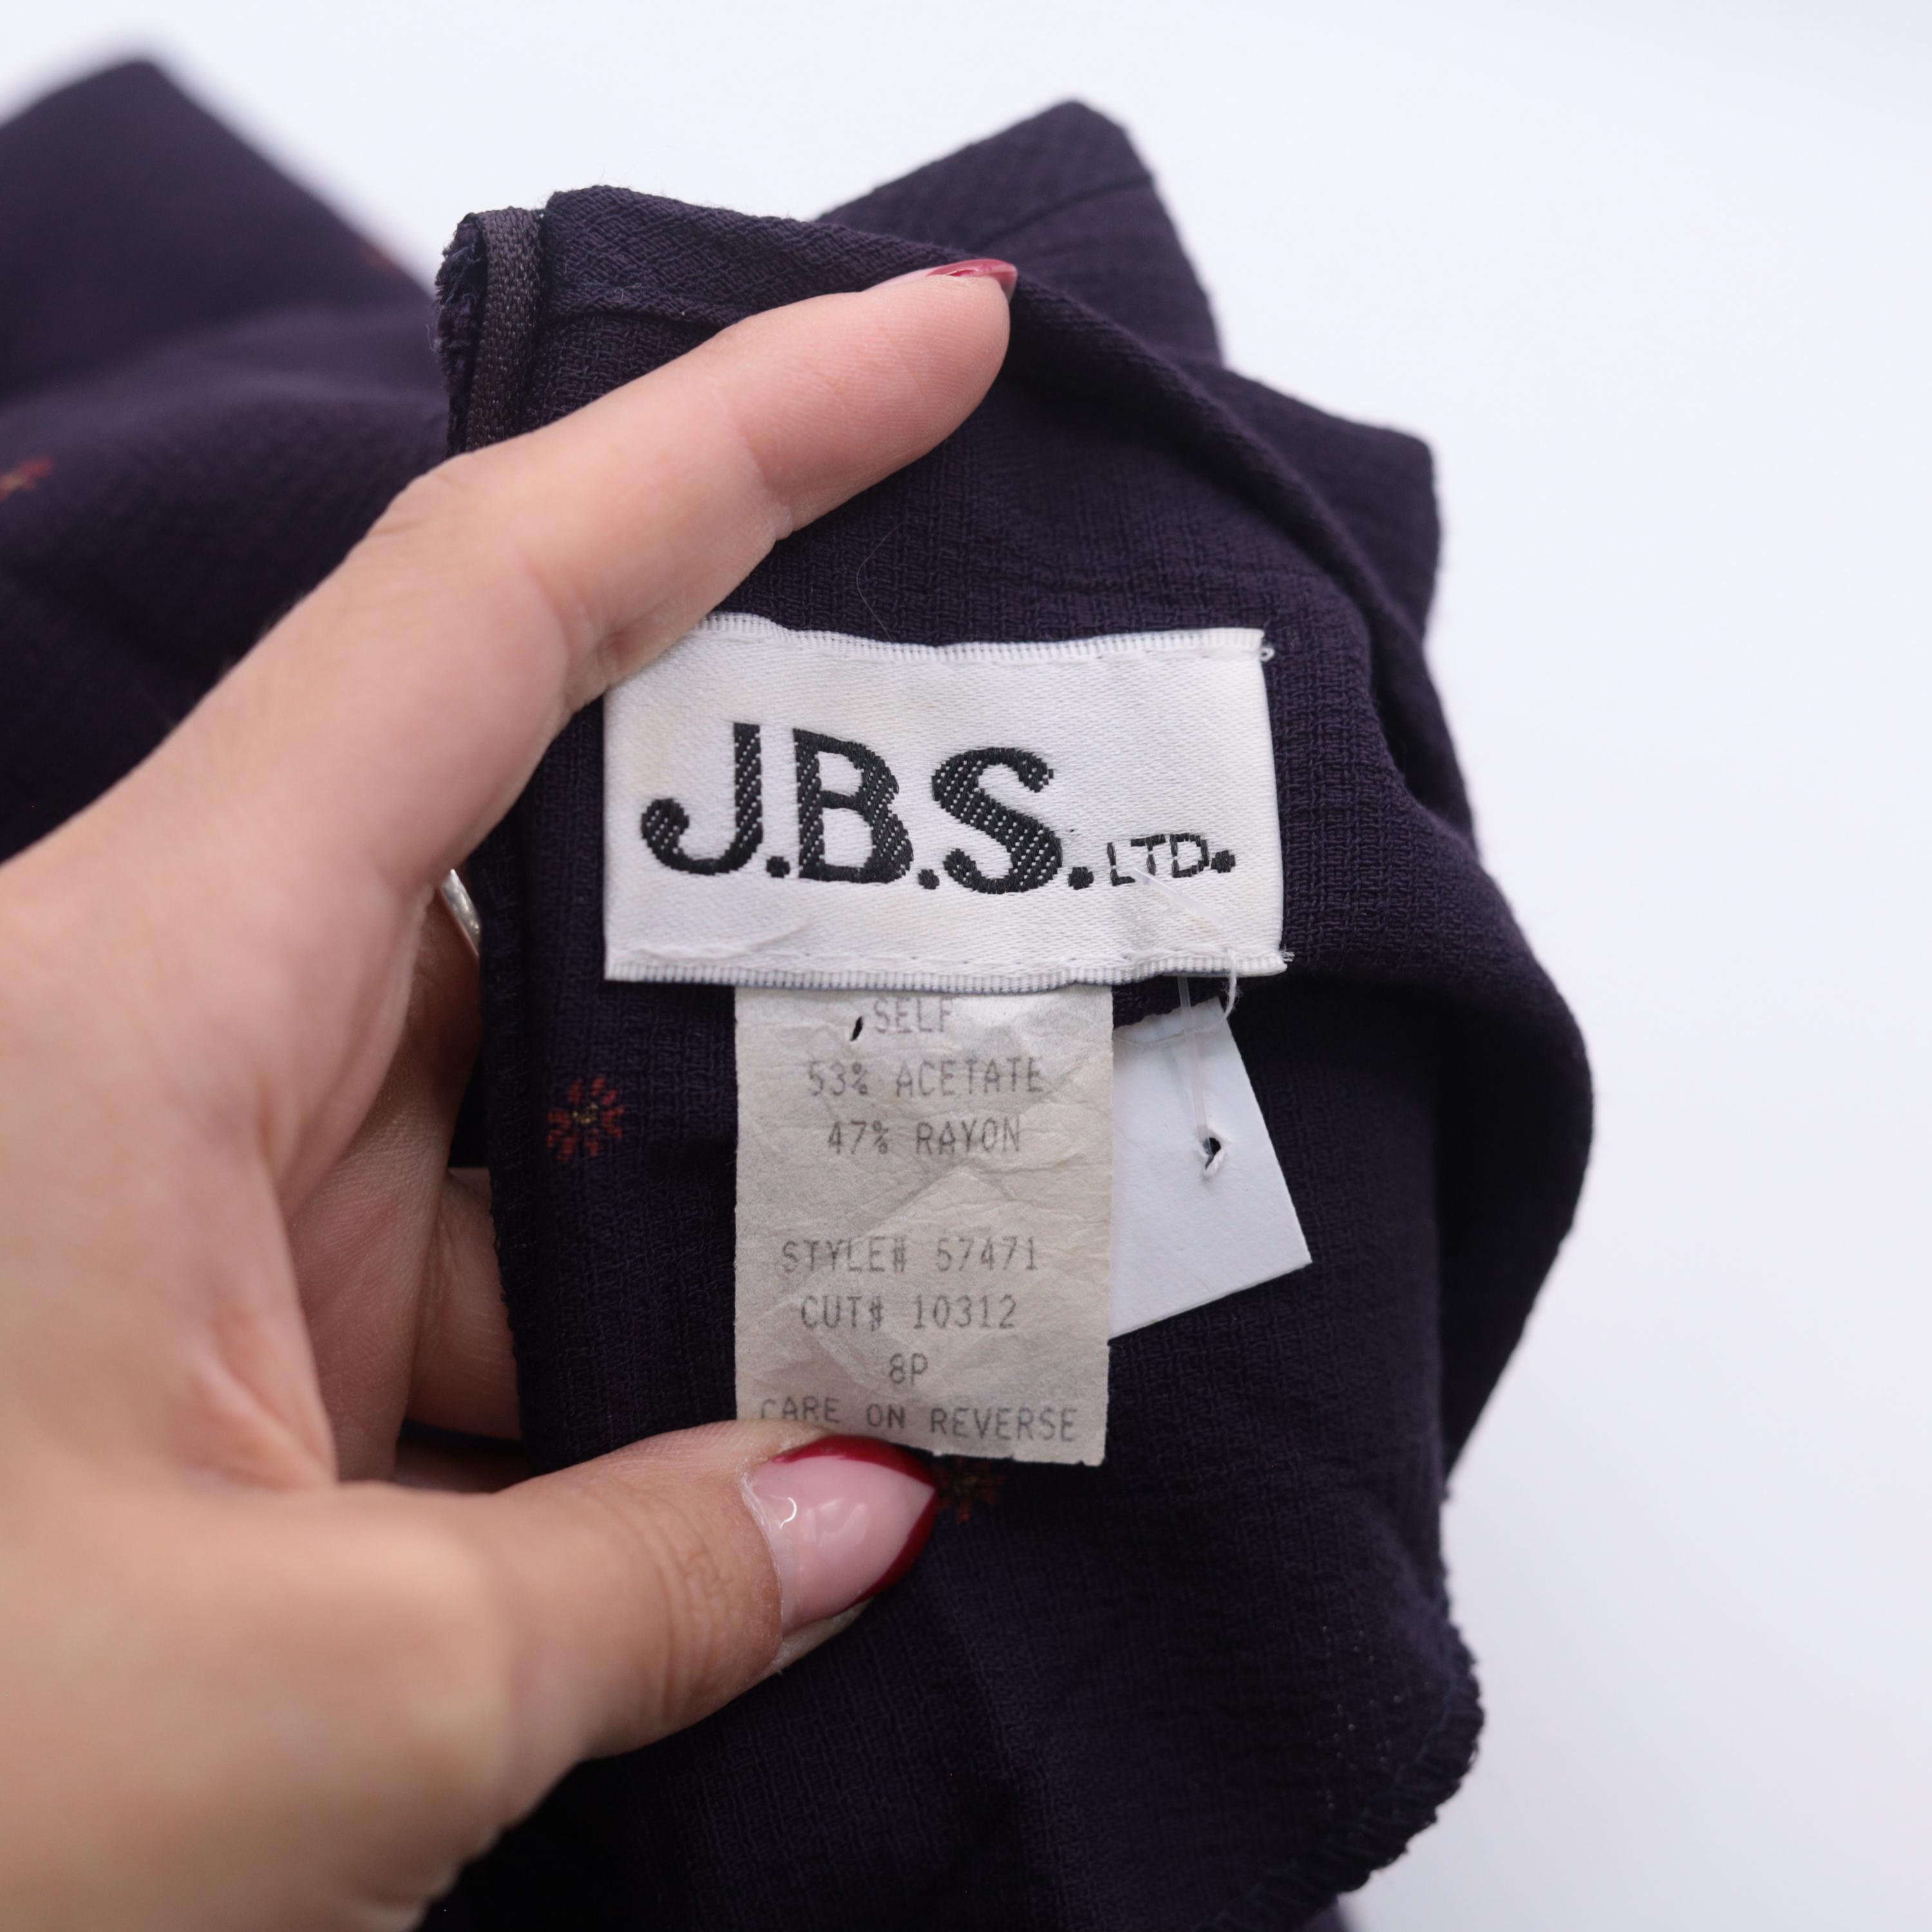 J.B.S. LTD.
SELF
53% ACETATE
47% RAYON
STYLE# 57471
CUT# 10312
8P
CARE ON REVERSE